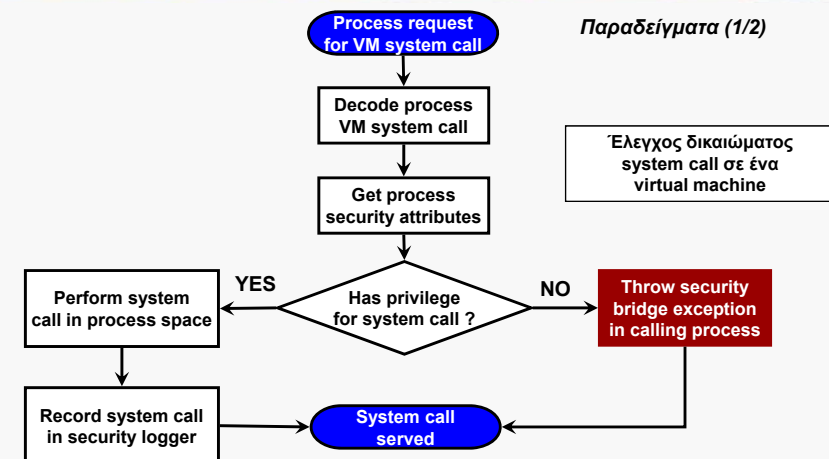 Process request
for VM system call
Παραδείγματα (1/2)
Decode process
VM system call
Έλεγχος δικαιώματος
system call σε ένα
virtual machine
Get process
security attributes
YES
NO
Perform system
call in process space
Has privilege
for system call ?
Throw security
bridge exception
in calling process
Record system call
in security logger
System call
served